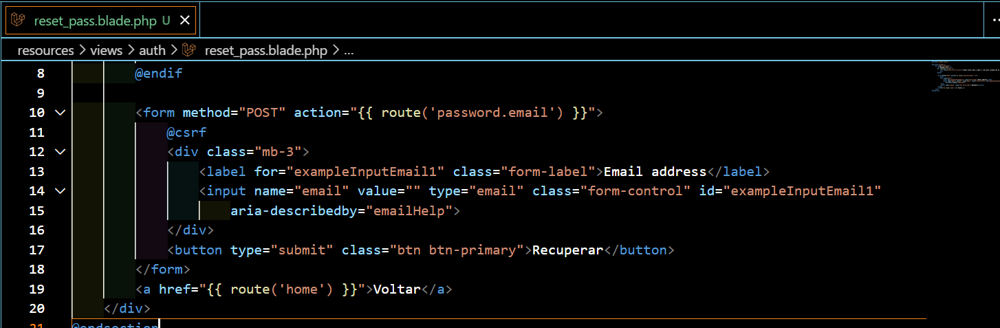 reset_pass.blade.php U
resources > views > auth > reset_pass.blade.php > ...
8 @endif
9
10 <form method="POST" action="{{ route('password.email') }}">
11 @csrf
12 <div class="mb-3">
13 <label for="exampleInputEmail1" class="form-label">Email address</label>
14 <input name="email" value="" type="email" class="form-control" id="exampleInputEmail1"
15 aria-describedby="emailHelp">
16 </div>
17 <button type="submit" class="btn btn-primary">Recuperar</button>
18 </form>
19 <a href="{{ route('home') }}">Voltar</a>
20 </div>
21 @endsection